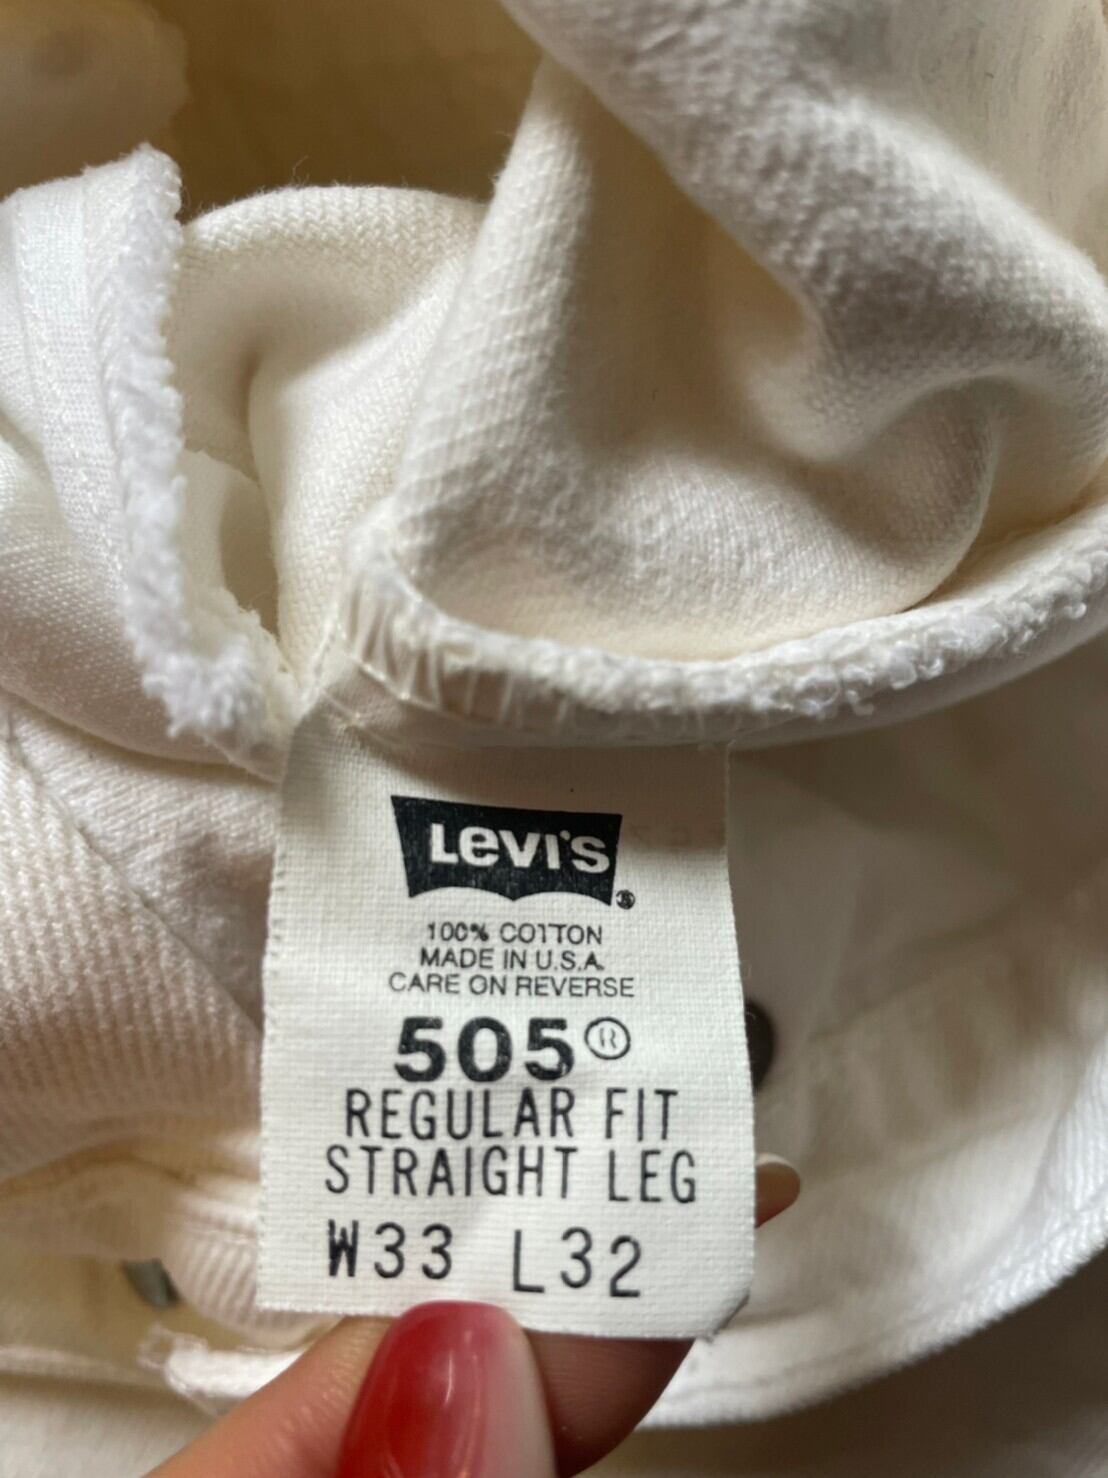 Levi's ®
100% COTTON
MADE IN U.S.A.
CARE ON REVERSE
505®
REGULAR FIT
STRAIGHT LEG
W33 L32